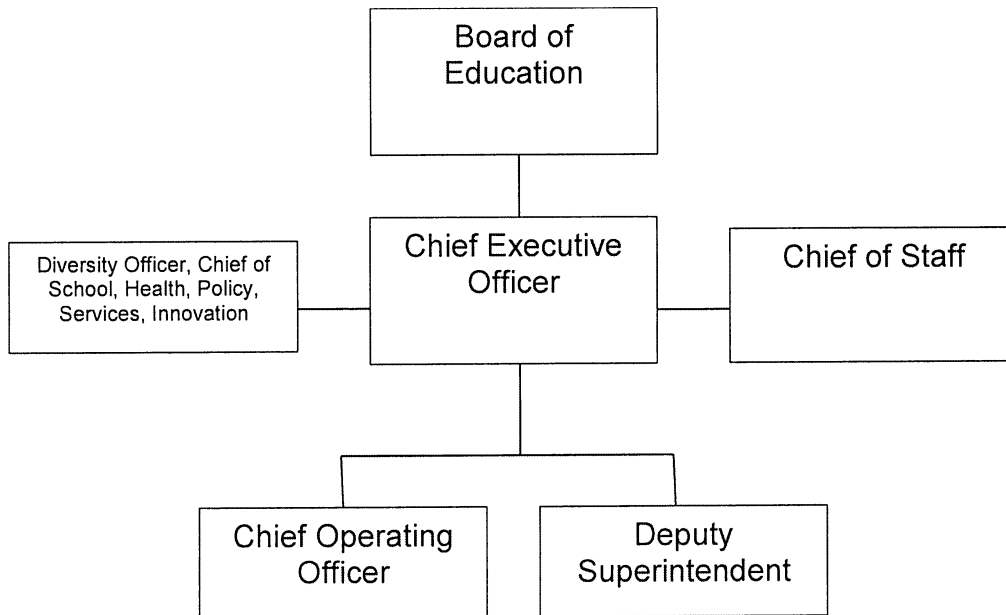 Board of
Education
Diversity Officer, Chief of
School, Health, Policy,
Services, Innovation
Chief Executive
Officer
Chief of Staff
Chief Operating
Officer
Deputy
Superintendent